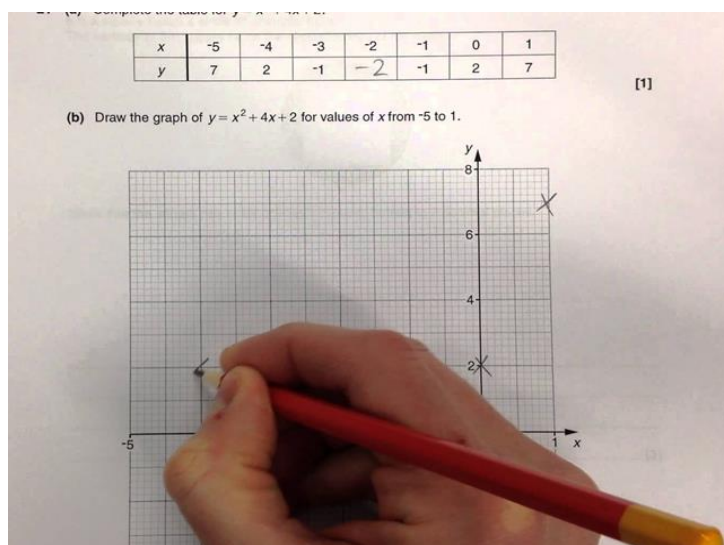 x -5 -4 -3 -2 -1 0 1
y 7 2 -1 -2 -1 2 7
[1]
(b) Draw the graph of y = x² + 4x + 2 for values of x from -5 to 1.
y
8
6
4
2
-5 1 x